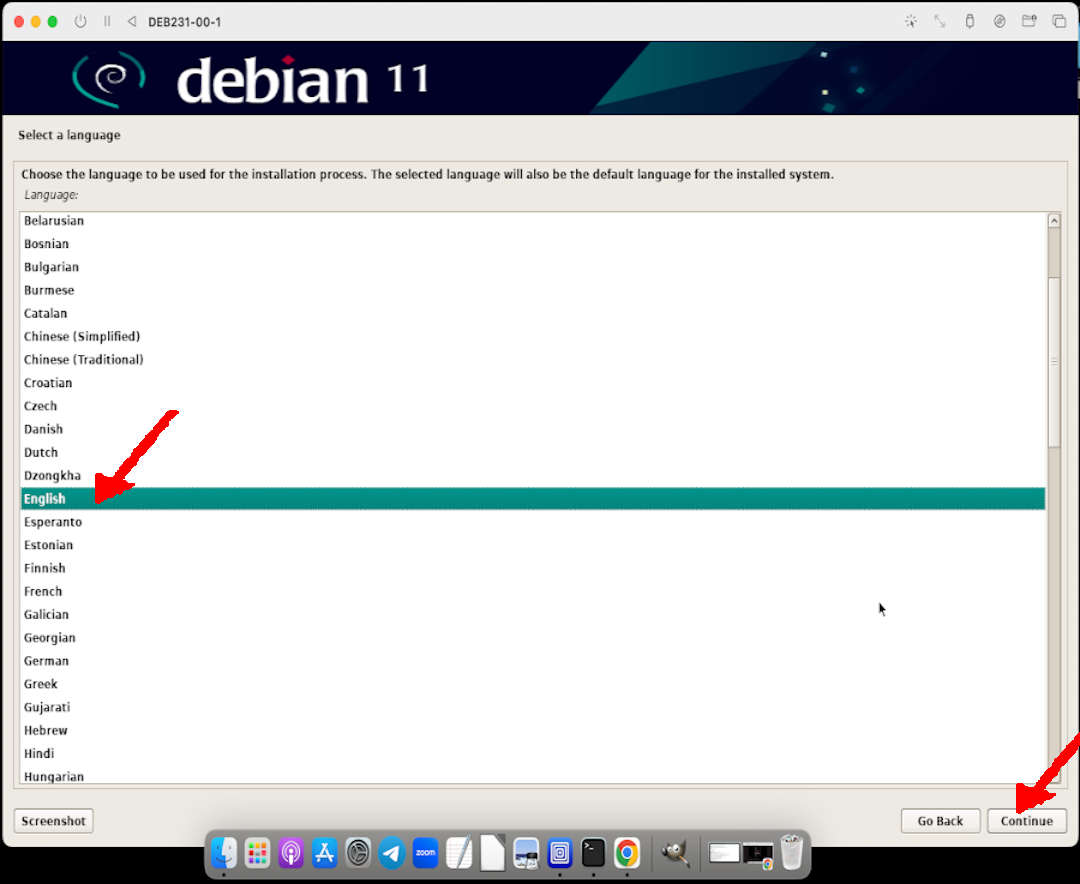 DEB231-00-1
debian 11
Select a language
Choose the language to be used for the installation process. The selected language will also be the default language for the installed system.
Language:
Belarusian
Bosnian
Bulgarian
Burmese
Catalan
Chinese (Simplified)
Chinese (Traditional)
Croatian
Czech
Danish
Dutch
Dzongkha
English
Esperanto
Estonian
Finnish
French
Galician
Georgian
German
Greek
Gujarati
Hebrew
Hindi
Hungarian
Screenshot
Go Back
Continue
zoom